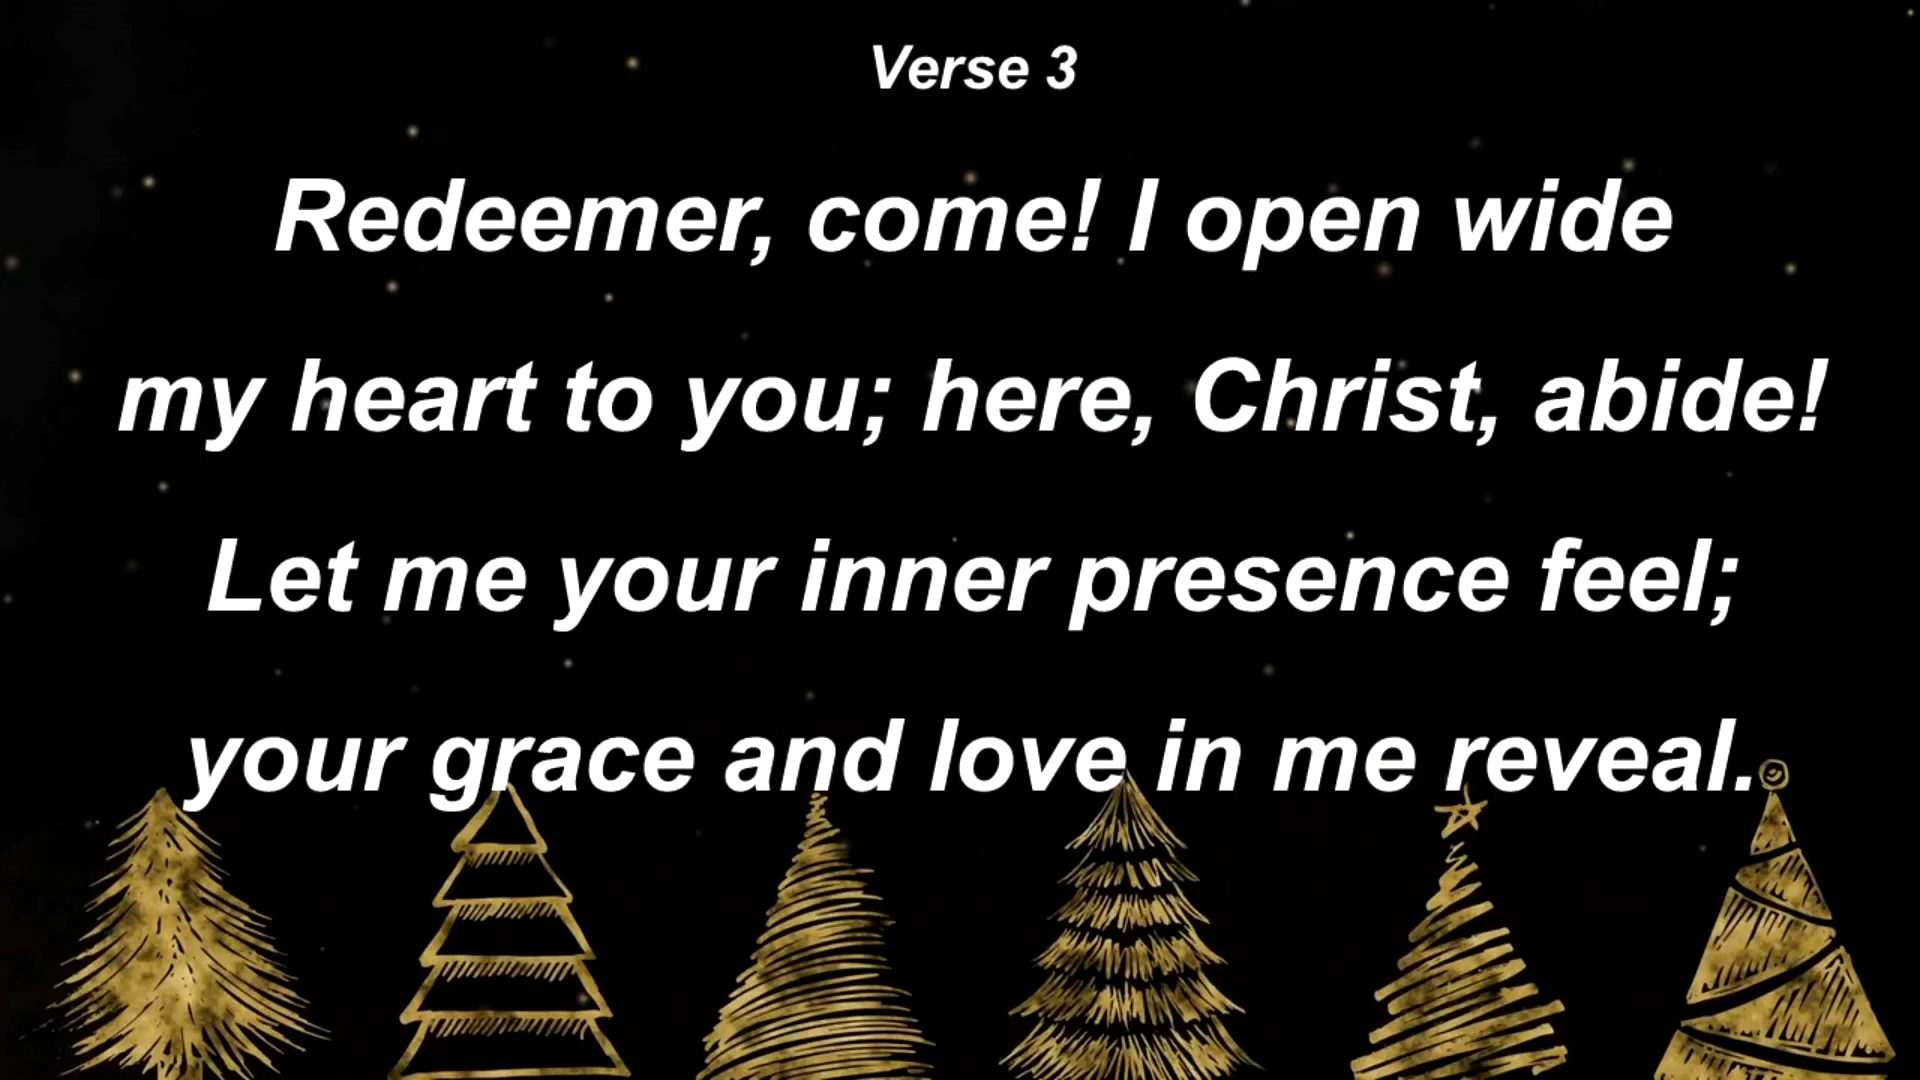 Verse 3
Redeemer, come! I open wide
my heart to you; here, Christ, abide!
Let me your inner presence feel;
your grace and love in me reveal.